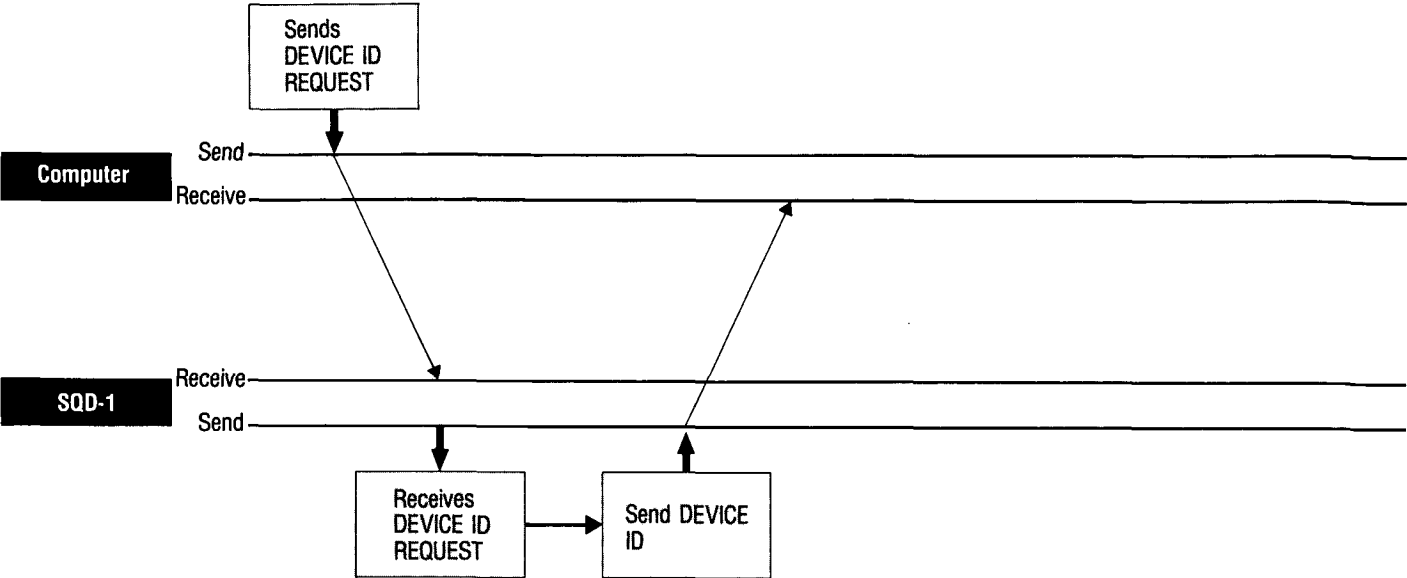 Sends
DEVICE ID
REQUEST
Send
Computer
Receive
Receive
SQD-1
Send
Receives
DEVICE ID
REQUEST
Send DEVICE
ID